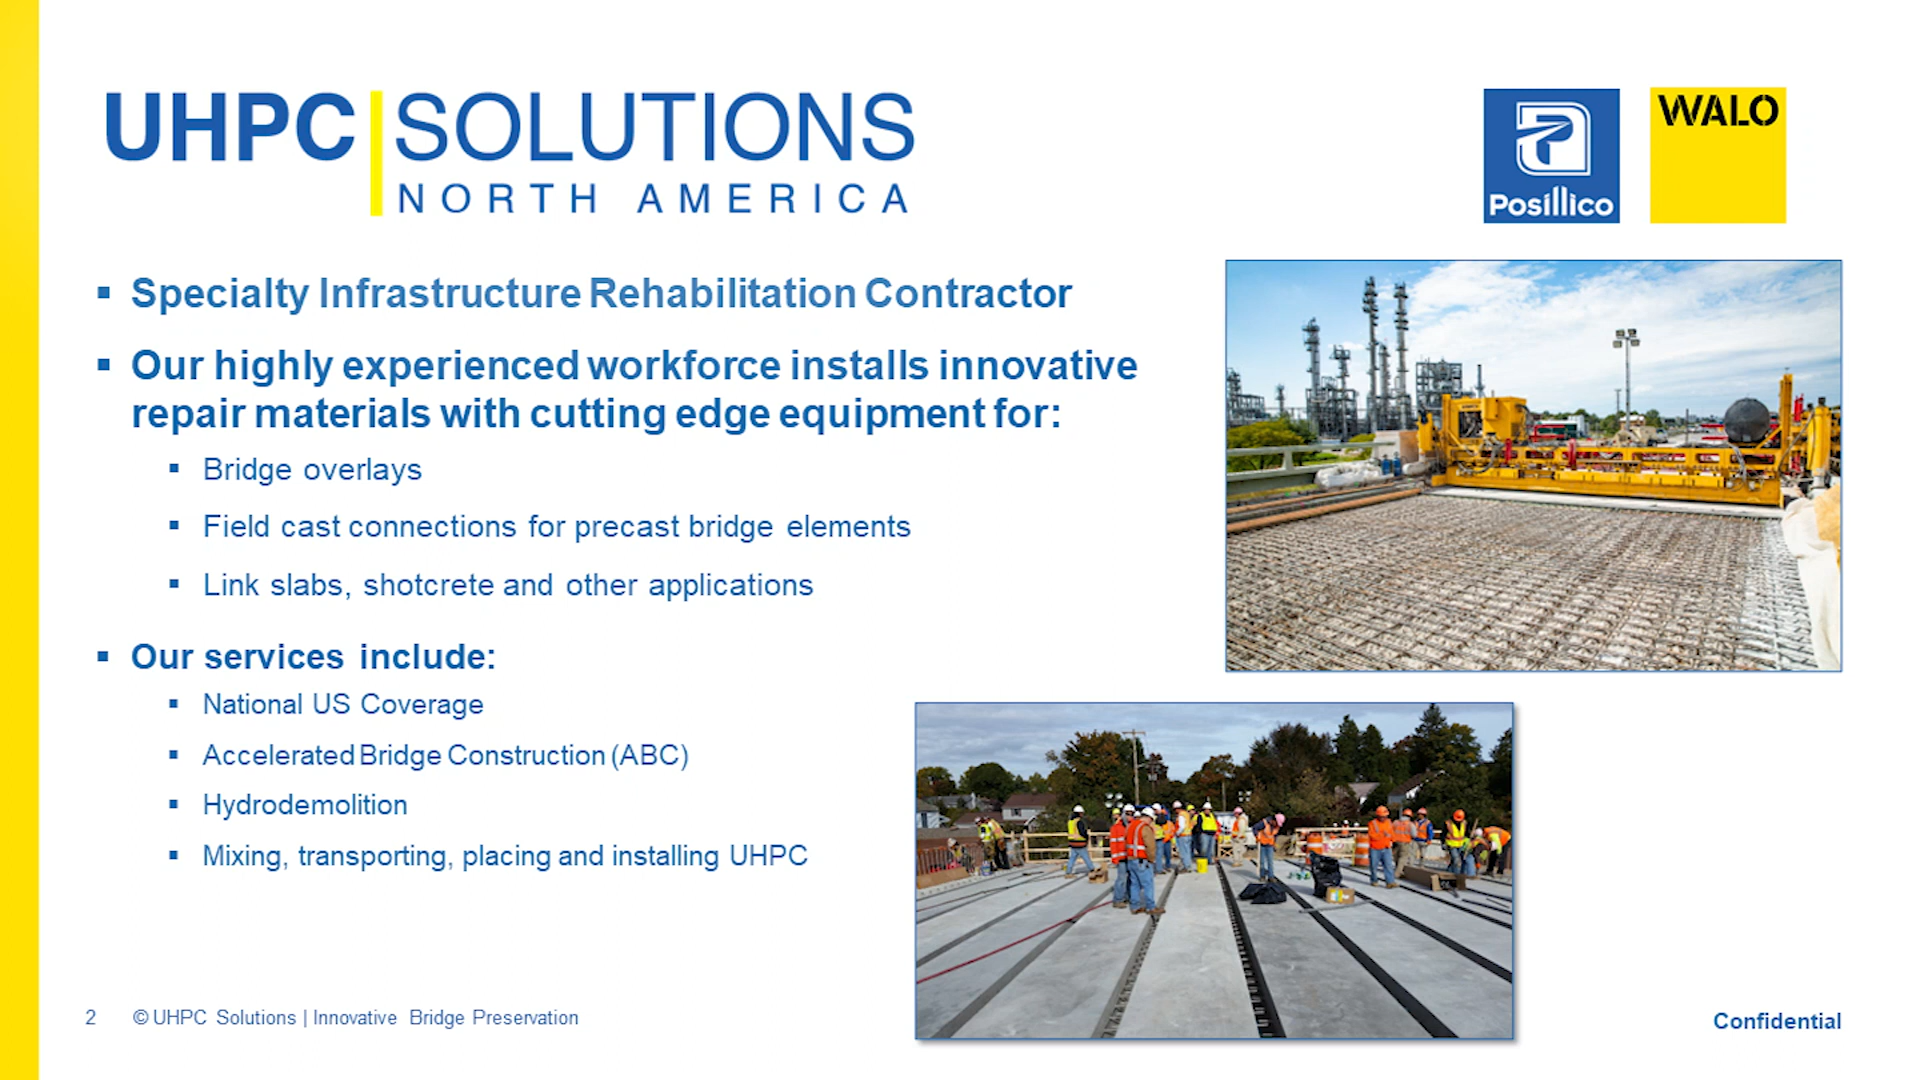 UHPC SOLUTIONS
NORTH AMERICA
Posillico
WALO
Specialty Infrastructure Rehabilitation Contractor
Our highly experienced workforce installs innovative
repair materials with cutting edge equipment for:
Bridge overlays
Field cast connections for precast bridge elements
Link slabs, shotcrete and other applications
Our services include:
National US Coverage
Accelerated Bridge Construction (ABC)
Hydrodemolition
Mixing, transporting, placing and installing UHPC
2 © UHPC Solutions | Innovative Bridge Preservation
Confidential